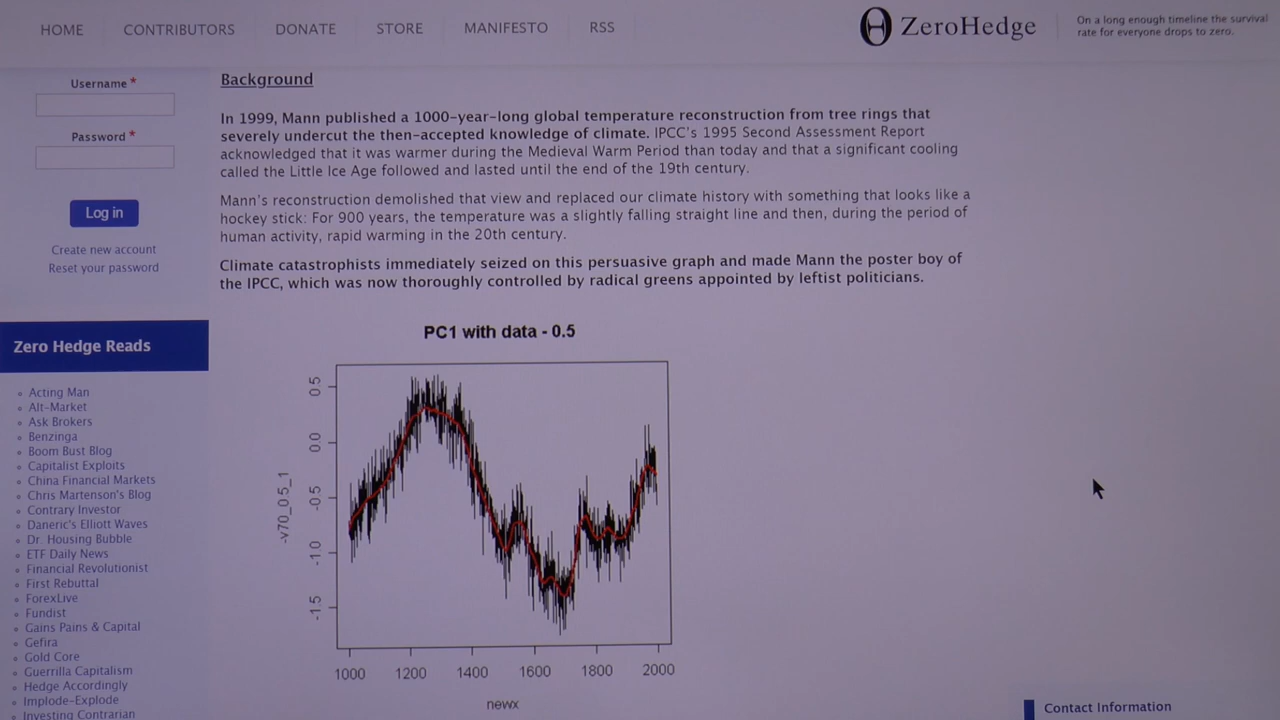 HOME CONTRIBUTORS DONATE STORE MANIFESTO RSS
ZeroHedge
On a long enough timeline the survival
rate for everyone drops to zero.
Username *
Password *
Log in
Create new account
Reset your password
Zero Hedge Reads
Acting Man
Alt-Market
Ask Brokers
Benzinga
Boom Bust Blog
Capitalist Exploits
China Financial Markets
Chris Martenson's Blog
Contrary Investor
Daneric's Elliott Waves
Dr. Housing Bubble
ETF Daily News
Financial Revolutionist
First Rebuttal
ForexLive
Fundist
Gains Pains & Capital
Gefira
Gold Core
Guerrilla Capitalism
Hedge Accordingly
Implode-Explode
Investing Contrarian
Background
In 1999, Mann published a 1000-year-long global temperature reconstruction from tree rings that
severely undercut the then-accepted knowledge of climate. IPCC's 1995 Second Assessment Report
acknowledged that it was warmer during the Medieval Warm Period than today and that a significant cooling
called the Little Ice Age followed and lasted until the end of the 19th century.
Mann's reconstruction demolished that view and replaced our climate history with something that looks like a
hockey stick: For 900 years, the temperature was a slightly falling straight line and then, during the period of
human activity, rapid warming in the 20th century.
Climate catastrophists immediately seized on this persuasive graph and made Mann the poster boy of
the IPCC, which was now thoroughly controlled by radical greens appointed by leftist politicians.
PC1 with data - 0.5
-v70_0.5_1
0.5
0.0
-0.5
-1.0
-1.5
1000 1200 1400 1600 1800 2000
newx
Contact Information